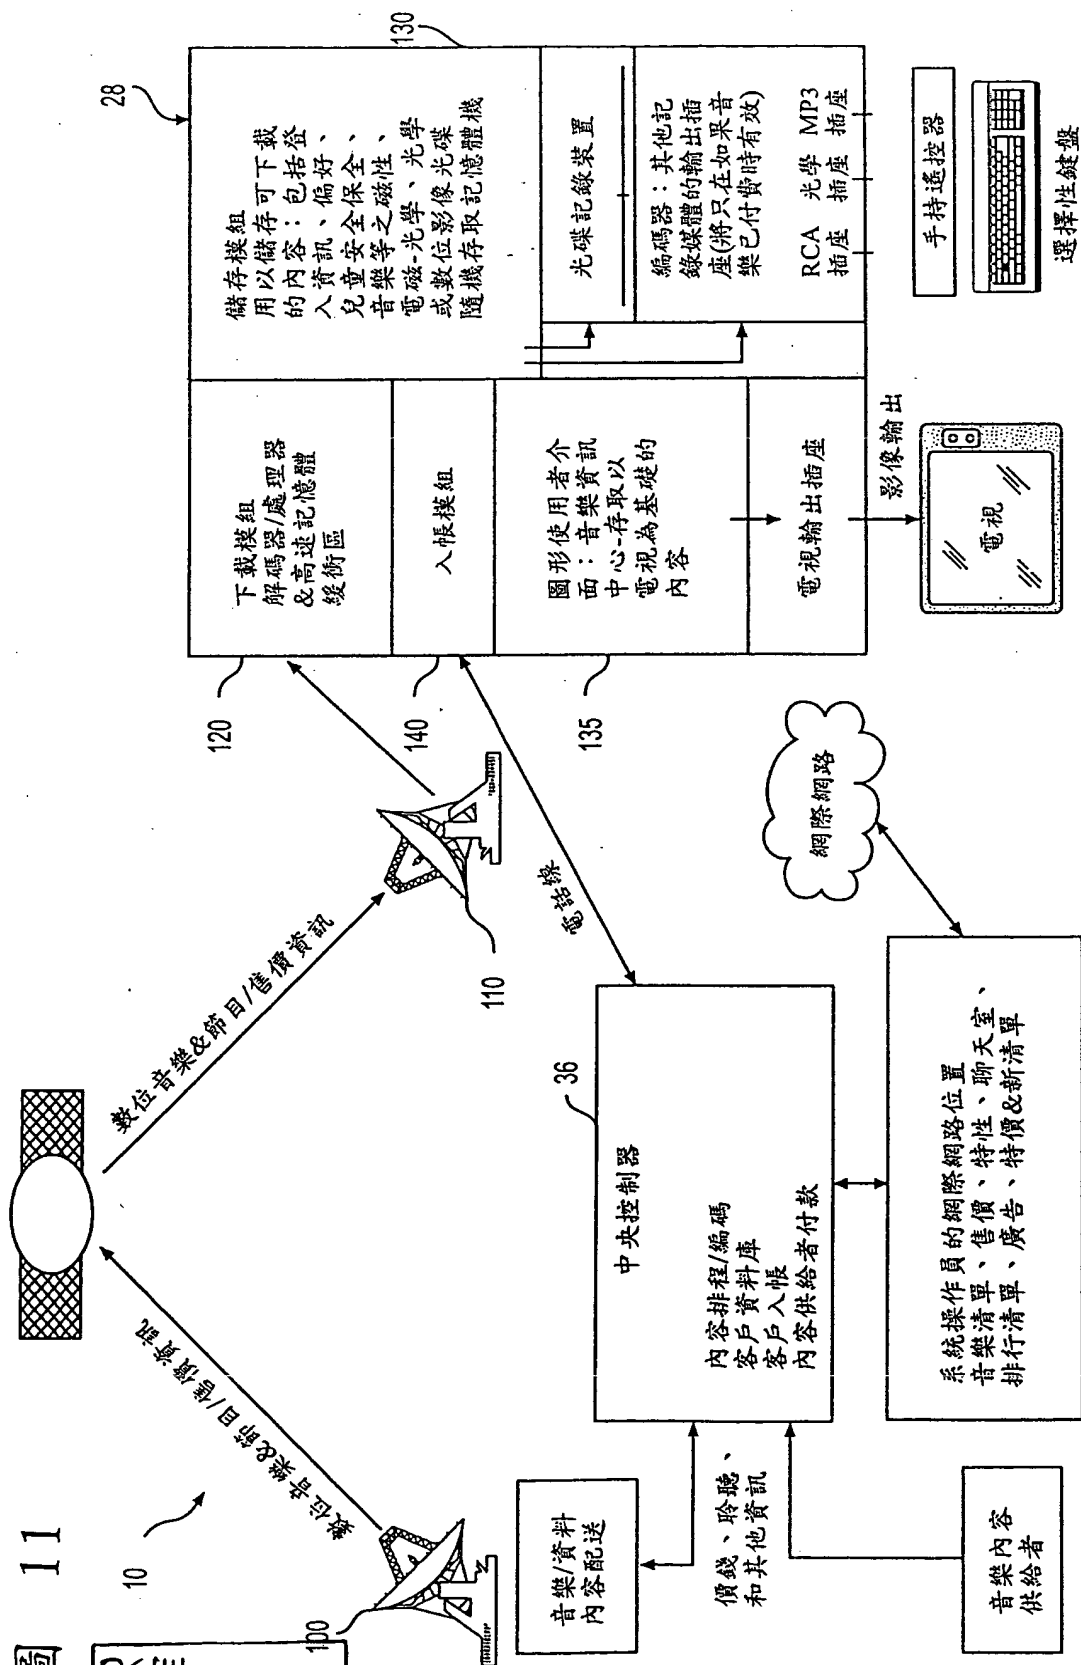 圖 11
10
100
數位音樂&節目/售價資訊
數位音樂&節目/售價資訊
110
28
120
下載模組
解碼器/處理器
&高速記憶體
緩衝區
140
入帳模組
135
圖形使用者介
面：音樂資訊
中心-存取以
電視為基礎的
內容
電視輸出插座
影像輸出
電視
130
儲存模組
用以儲存可下載
的內容：包括登
入資訊、偏好、
兒童安全保全、
音樂等之磁性、
電磁-光學、光學
或數位影像光碟
隨機存取記憶體機
光碟記錄裝置
編碼器：其他記
錄媒體的輸出插
座(將只在如果音
樂已付費時有效)
RCA 光學 MP3
插座 插座 插座
手持遙控器
選擇性鍵盤
電話線
36
中央控制器
內容排程/編碼
客戶資料庫
客戶入帳
內容供給者付款
音樂/資料
內容配送
價錢、聆聽、
和其他資訊
音樂內容
供給者
網際網路
系統操作員的網際網路位置
音樂清單、售價、特性、聊天室、
排行清單、廣告、特價&新清單